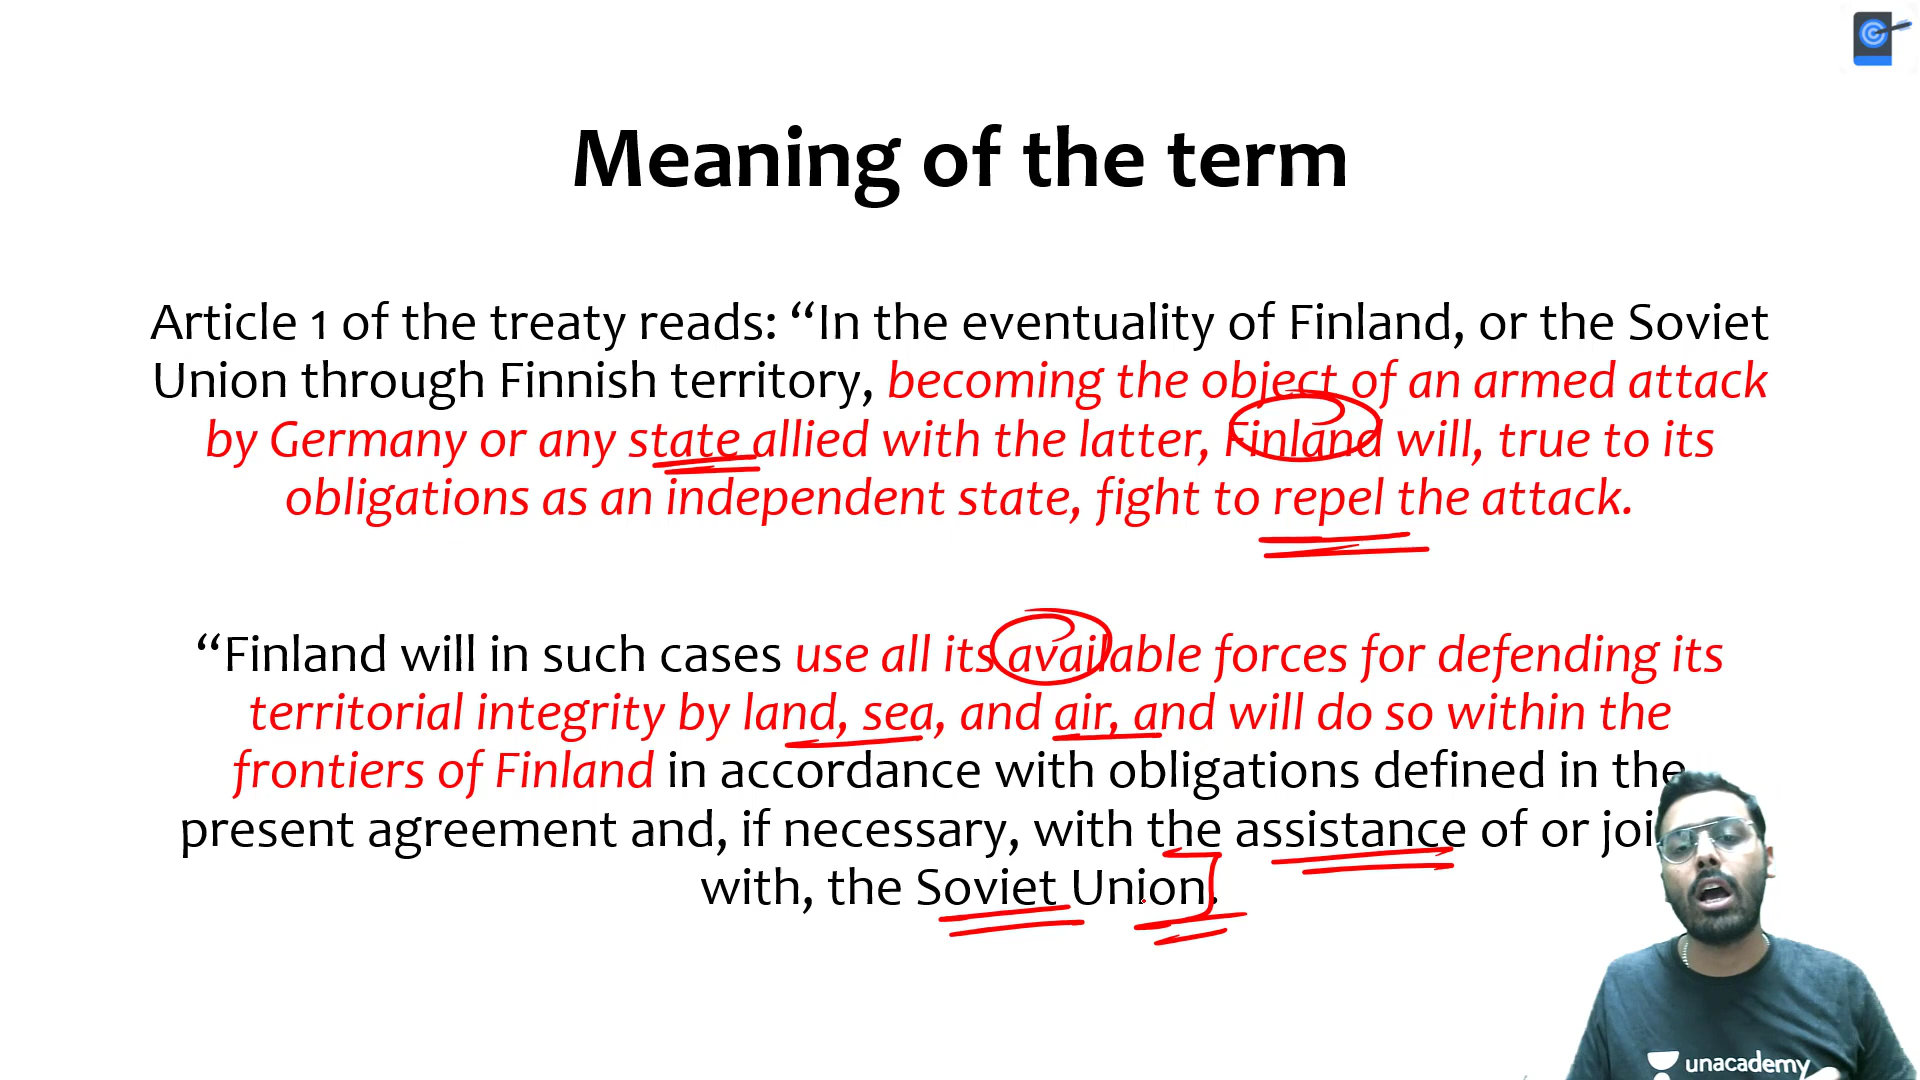 Meaning of the term
Article 1 of the treaty reads: “In the eventuality of Finland, or the Soviet
Union through Finnish territory, becoming the object of an armed attack
by Germany or any state allied with the latter, Finland will, true to its
obligations as an independent state, fight to repel the attack.
“Finland will in such cases use all its available forces for defending its
territorial integrity by land, sea, and air, and will do so within the
frontiers of Finland in accordance with obligations defined in the
present agreement and, if necessary, with the assistance of or
with, the Soviet Union.
unacademy